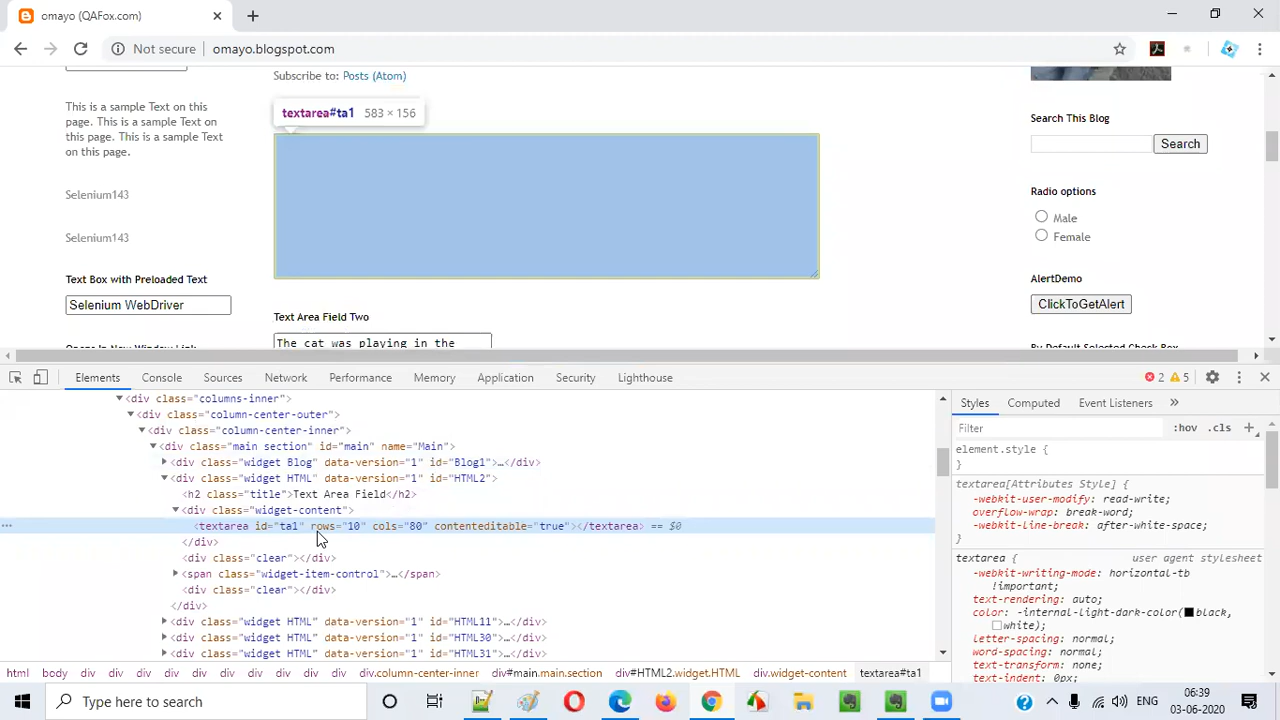 omayo (QAFox.com)
Not secure omayo.blogspot.com
Subscribe to: Posts (Atom)
This is a sample Text on this
page. This is a sample Text on
this page. This is a sample Text
on this page.
Selenium143
Selenium143
Text Box with Preloaded Text
Selenium WebDriver
textarea#ta1 583 × 156
Text Area Field Two
The cat was playing in the
Search This Blog
Search
Radio options
Male
Female
AlertDemo
ClickToGetAlert
By Default Selected Check Box
Elements Console Sources Network Performance Memory Application Security Lighthouse 2 5
<div class="columns-inner">
<div class="column-center-outer">
<div class="column-center-inner">
<div class="main section" id="main" name="Main">
<div class="widget Blog" data-version="1" id="Blog1">…</div>
<div class="widget HTML" data-version="1" id="HTML2">
<h2 class="title">Text Area Field</h2>
<div class="widget-content">
<textarea id="ta1" rows="10" cols="80" contenteditable="true"></textarea> == $0
</div>
<div class="clear"></div>
<span class="widget-item-control">…</span>
<div class="clear"></div>
</div>
<div class="widget HTML" data-version="1" id="HTML11">…</div>
<div class="widget HTML" data-version="1" id="HTML30">…</div>
<div class="widget HTML" data-version="1" id="HTML31">…</div>
html body div div div div div div div.column-center-inner div#main.main.section div#HTML2.widget.HTML div.widget-content textarea#ta1
Styles Computed Event Listeners »
Filter :hov .cls +
element.style {
}
textarea[Attributes Style] {
-webkit-user-modify: read-write;
overflow-wrap: break-word;
-webkit-line-break: after-white-space;
}
textarea { user agent stylesheet
-webkit-writing-mode: horizontal-tb
!important;
text-rendering: auto;
color: -internal-light-dark-color(black,
white);
letter-spacing: normal;
word-spacing: normal;
text-transform: none;
text-indent: 0px;
Type here to search
ENG
06:39
03-06-2020